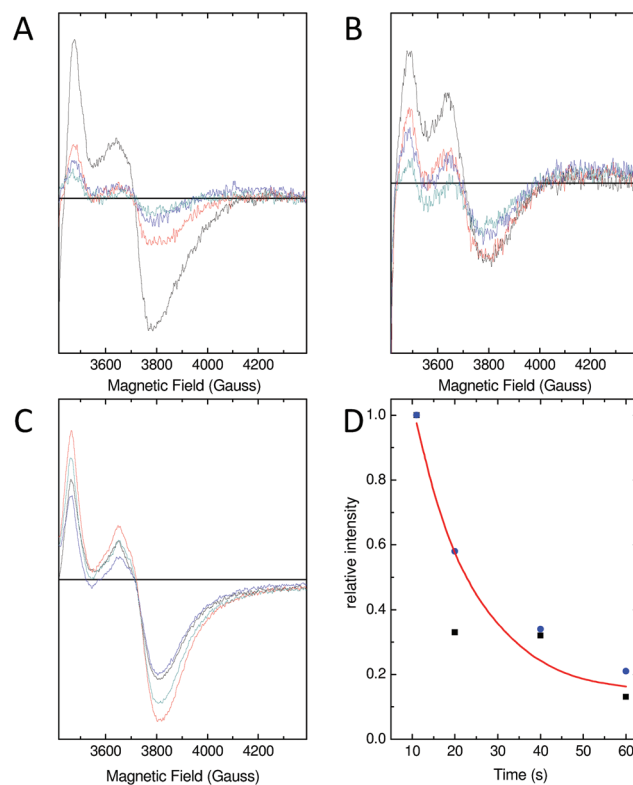 A
B
3600 3800 4000 4200
Magnetic Field (Gauss)
3600 3800 4000 4200
Magnetic Field (Gauss)
C
D
3600 3800 4000 4200
Magnetic Field (Gauss)
1.0
0.8
0.6
0.4
0.2
0.0
relative intensity
10 20 30 40 50 60
Time (s)